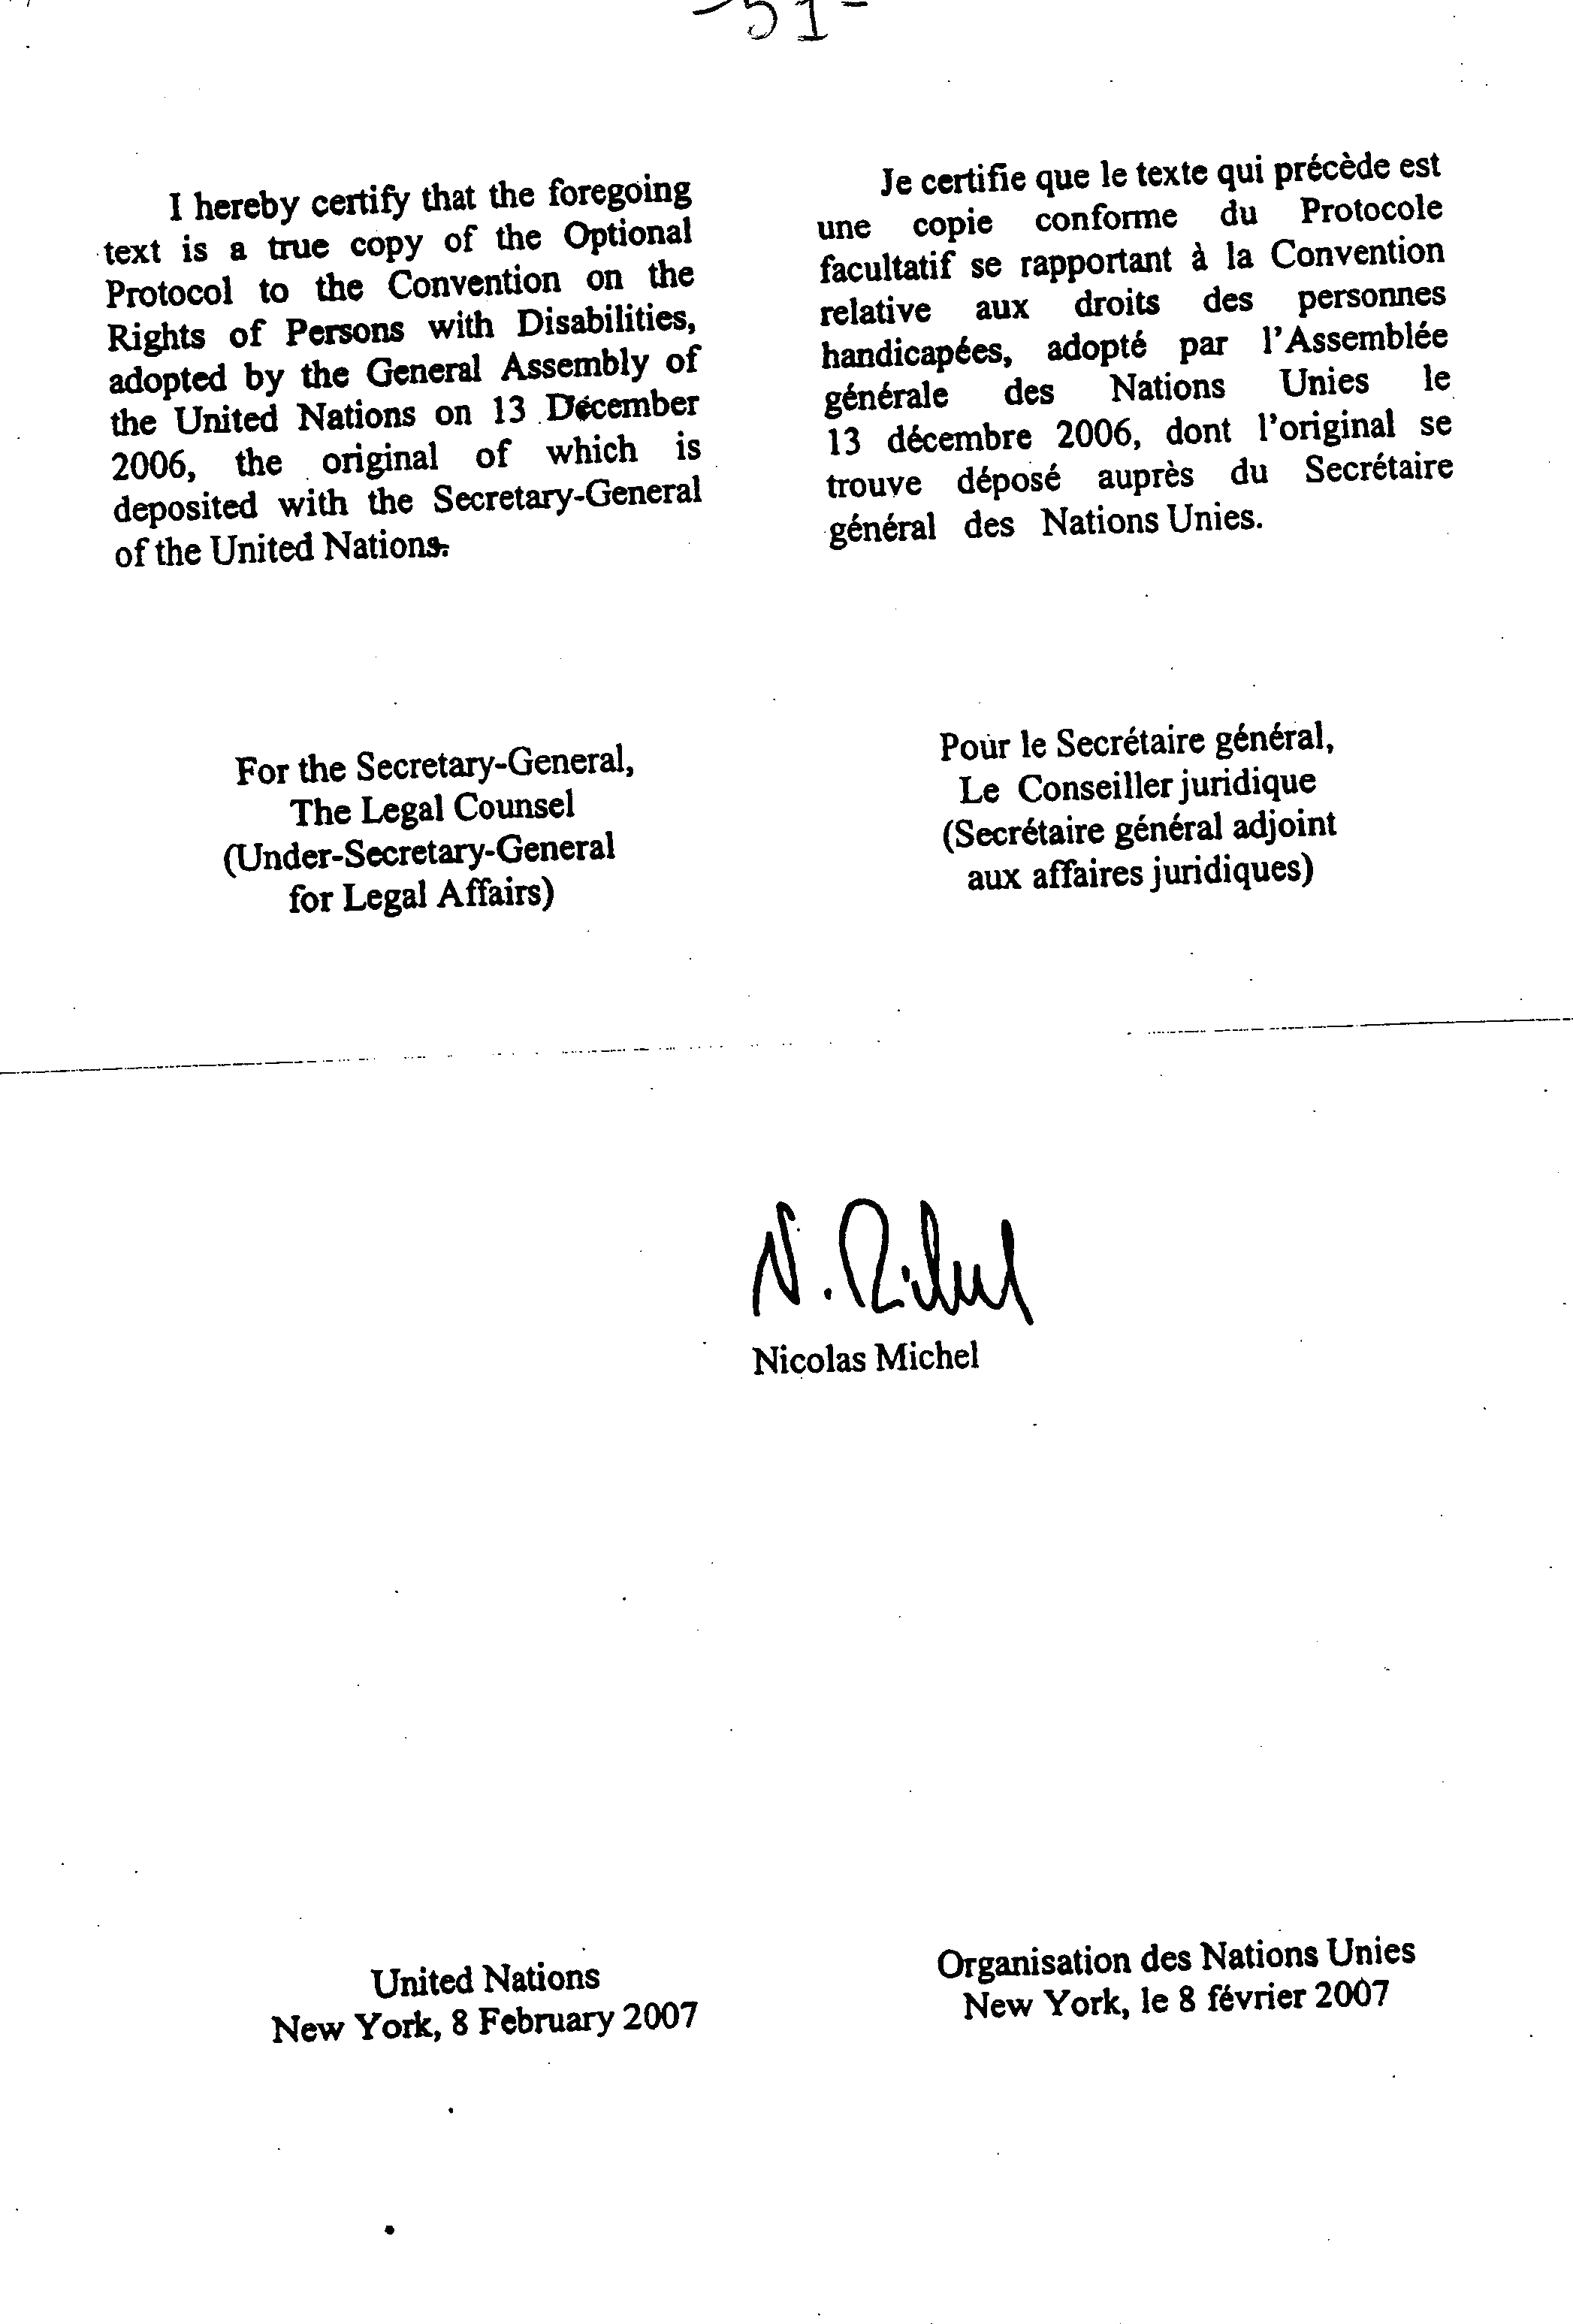 -51-
I hereby certify that the foregoing
text is a true copy of the Optional
Protocol to the Convention on the
Rights of Persons with Disabilities,
adopted by the General Assembly of
the United Nations on 13 December
2006, the original of which is
deposited with the Secretary-General
of the United Nations.
Je certifie que le texte qui précède est
une copie conforme du Protocole
facultatif se rapportant à la Convention
relative aux droits des personnes
handicapées, adopté par l'Assemblée
générale des Nations Unies le
13 décembre 2006, dont l'original se
trouve déposé auprès du Secrétaire
général des Nations Unies.
For the Secretary-General,
The Legal Counsel
(Under-Secretary-General
for Legal Affairs)
Pour le Secrétaire général,
Le Conseiller juridique
(Secrétaire général adjoint
aux affaires juridiques)
N. Michel
Nicolas Michel
United Nations
New York, 8 February 2007
Organisation des Nations Unies
New York, le 8 février 2007